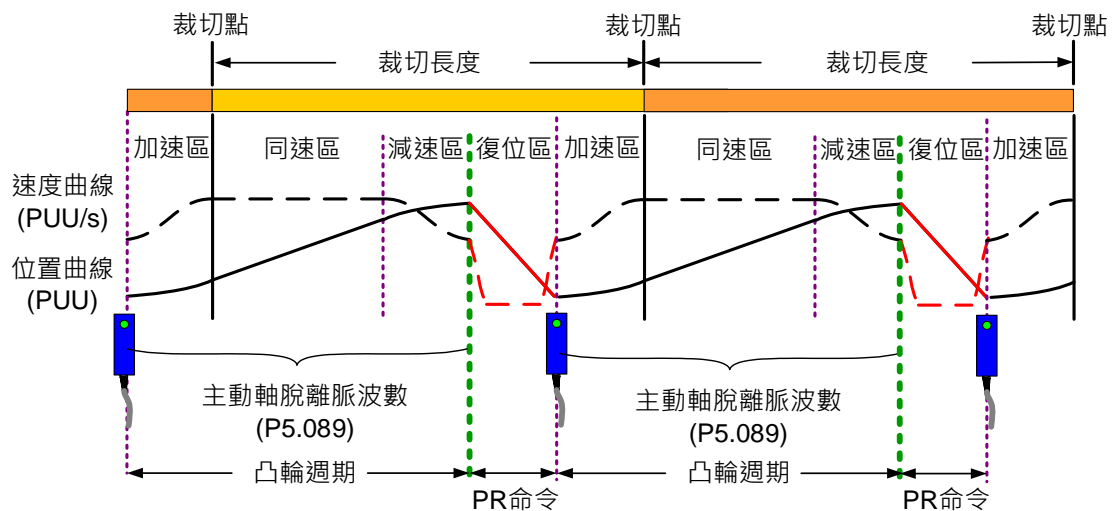 裁切點
裁切點
裁切點
裁切長度
裁切長度
加速區
同速區
減速區
復位區
加速區
同速區
減速區
復位區
加速區
速度曲線
(PUU/s)
位置曲線
(PUU)
主動軸脫離脈波數
(P5.089)
主動軸脫離脈波數
(P5.089)
凸輪週期
凸輪週期
PR命令
PR命令